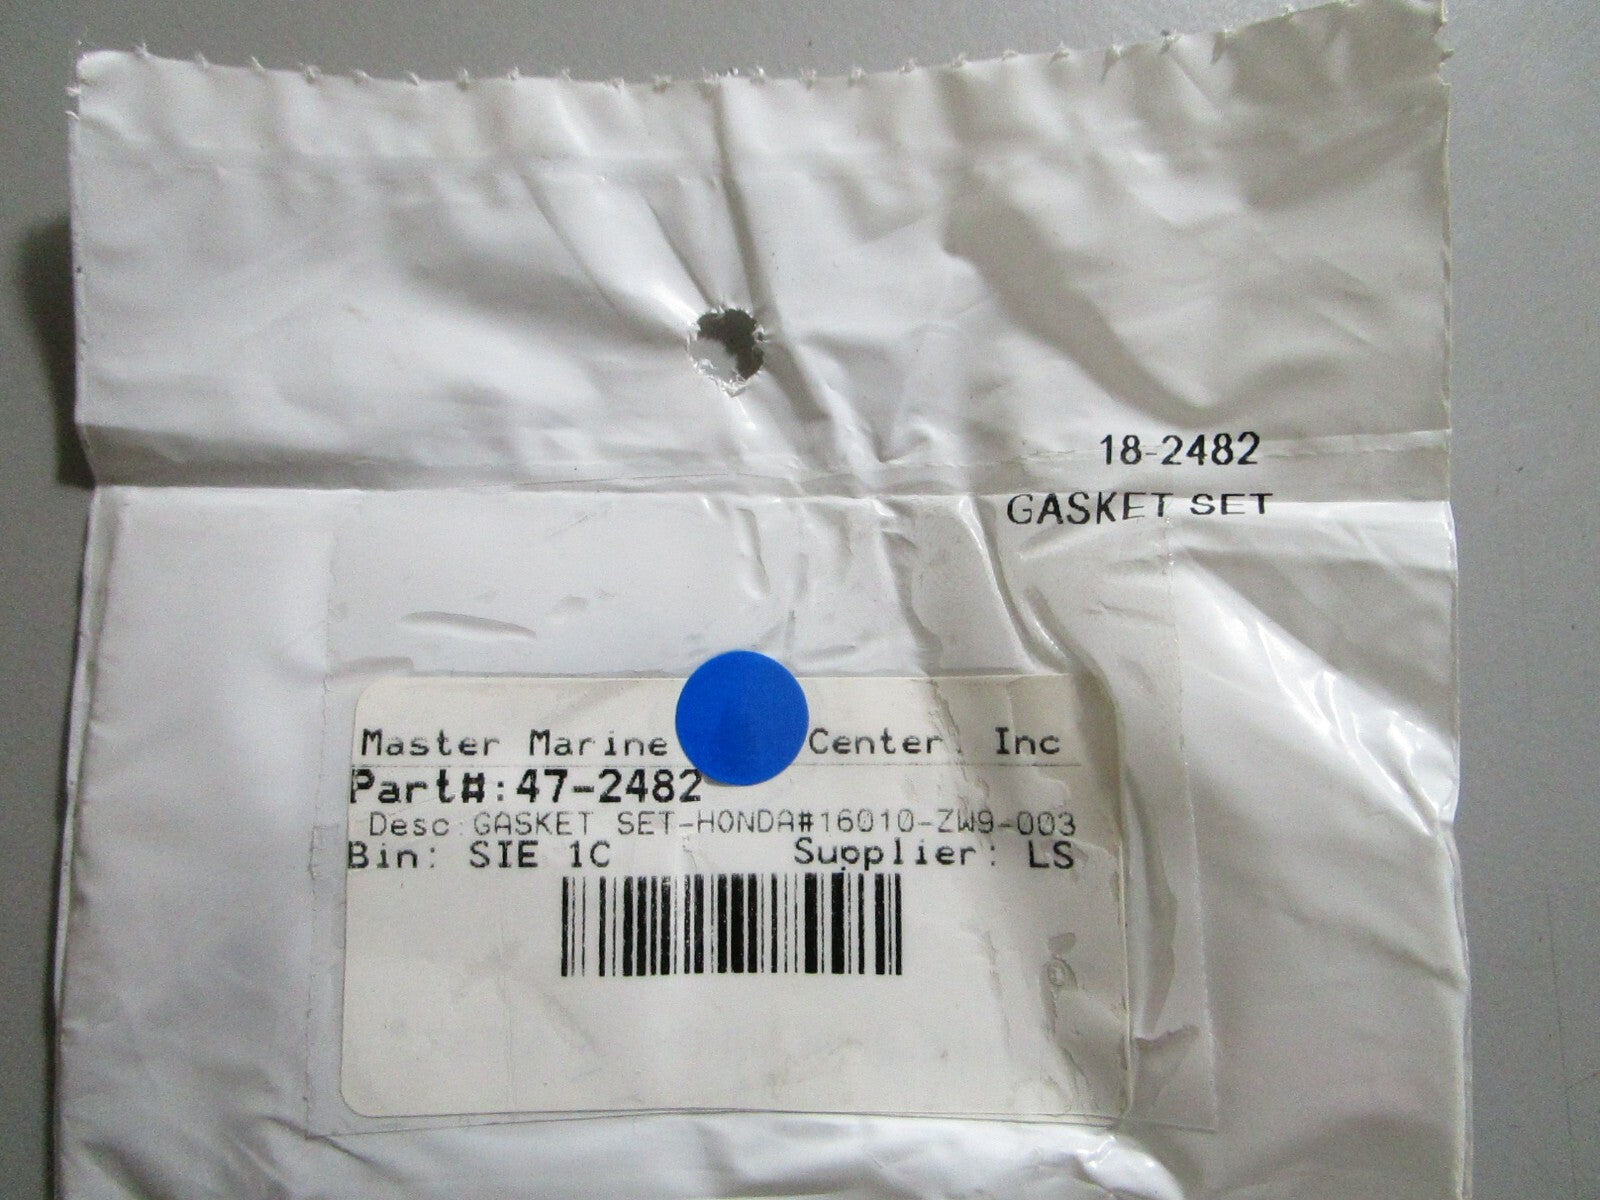 18-2482
GASKET SET
Master Marine Center, Inc
Part#:47-2482
Desc:GASKET SET-HONDA#16010-ZW9-003
Bin: SIE 1C Supplier: LS